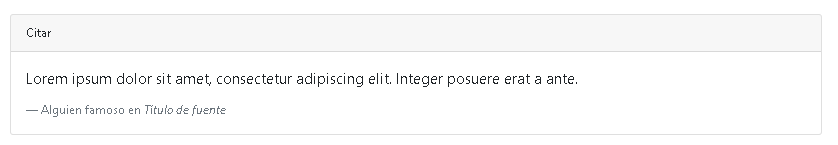 Citar
Lorem ipsum dolor sit amet, consectetur adipiscing elit. Integer posuere erat a ante.
— Alguien famoso en Título de fuente